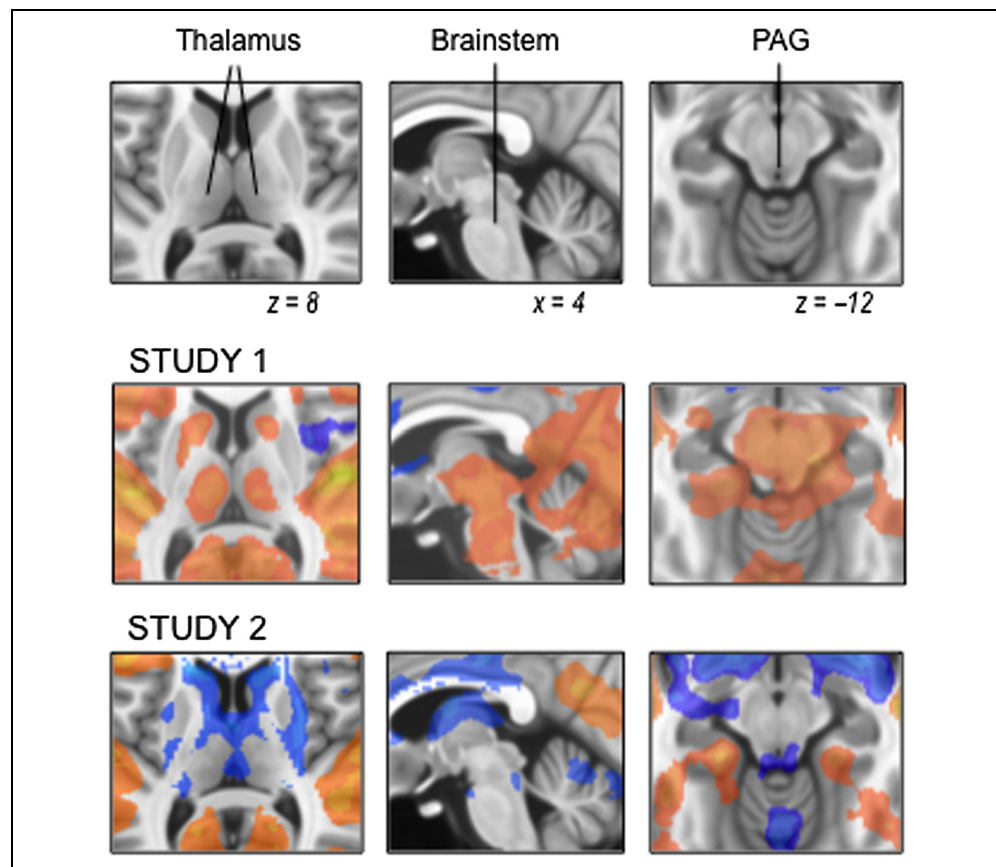 Thalamus Brainstem PAG
z = 8 x = 4 z = –12
STUDY 1
STUDY 2